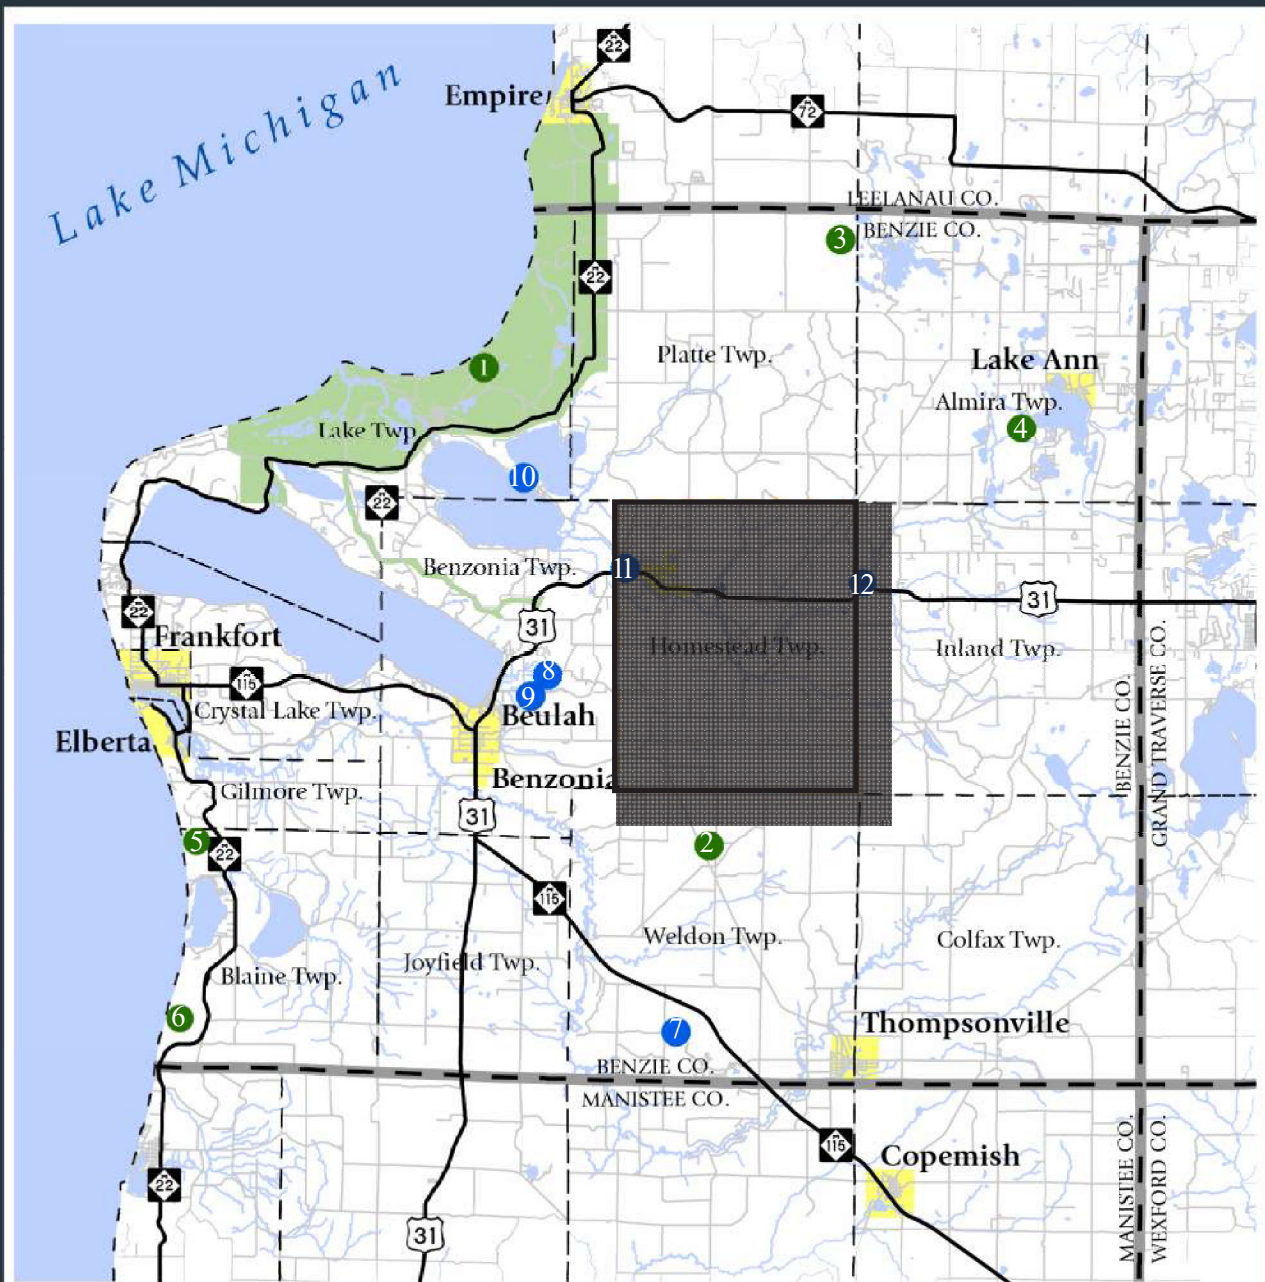 M 22
Empire
M 72
Lake Michigan
LEELANAU CO.
BENZIE CO.
3
M 22
Platte Twp.
Lake Ann
1
Almira Twp.
4
Lake Twp
10
M 22
Benzonia Twp.
11
12
31
M 22
31
Frankfort
Homestead Twp.
Inland Twp.
8
M 115
9
Crystal Lake Twp.
Beulah
BENZIE CO.
GRAND TRAVERSE CO.
Elberta
Benzonia
Gilmore Twp.
31
5
M 22
2
M 115
Weldon Twp.
Colfax Twp.
Joyfield Twp.
Blaine Twp.
6
7
Thompsonville
BENZIE CO.
MANISTEE CO.
M 115
Copemish
MANISTEE CO.
WEXFORD CO.
M 22
31